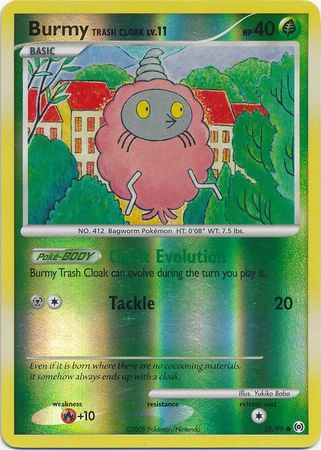 Burmy TRASH CLOAK LV.11 HP 40
BASIC
NO. 412 Bagworm Pokémon HT: 0'08" WT: 7.5 lbs.
Poké-BODY Cloak Evolution
Burmy Trash Cloak can evolve during the turn you play it.
Tackle 20
Even if it is born where there are no cocooning materials,
it somehow always ends up with a cloak.
Illus. Yukiko Baba
weakness resistance retreat cost
+10
©2009 Pokémon/Nintendo 58/99